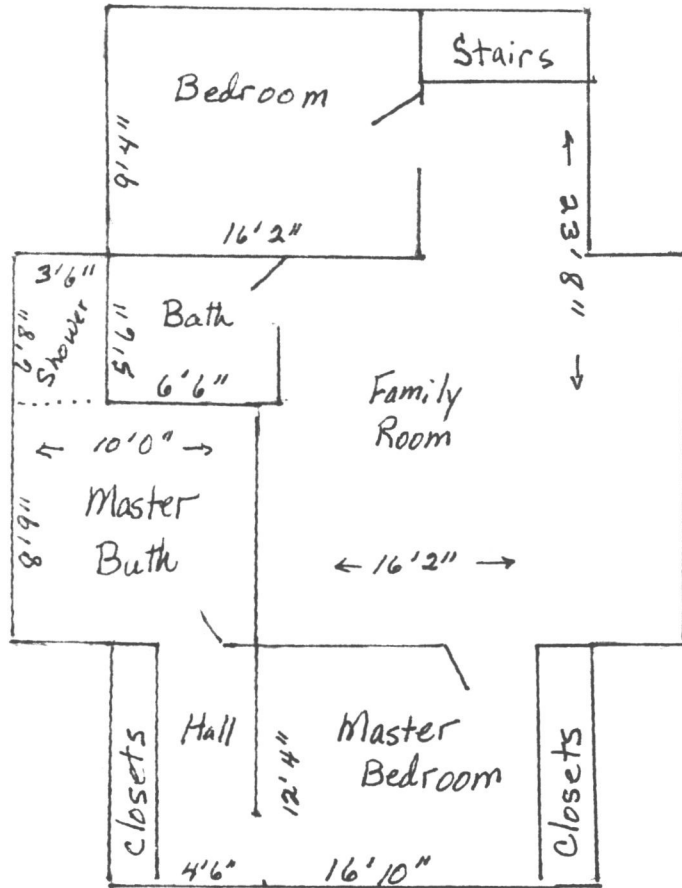 Stairs
Bedroom
9'4"
16'2"
23'8"
3'6"
6'8"
Shower
5'6"
Bath
6'6"
Family
Room
10'0"
Master
Buth
8'9"
16'2"
Closets
Hall
12'4"
Master
Bedroom
Closets
4'6"
16'10"